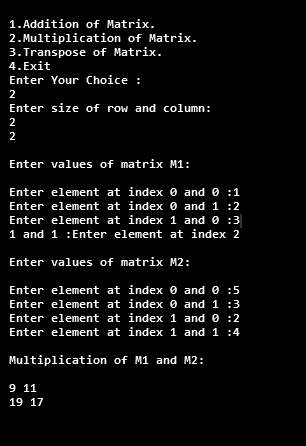 1.Addition of Matrix.
2.Multiplication of Matrix.
3.Transpose of Matrix.
4.Exit
Enter Your Choice :
2
Enter size of row and column:
2
2
Enter values of matrix M1:
Enter element at index 0 and 0 :1
Enter element at index 0 and 1 :2
Enter element at index 1 and 0 :3
1 and 1 :Enter element at index 2
Enter values of matrix M2:
Enter element at index 0 and 0 :5
Enter element at index 0 and 1 :3
Enter element at index 1 and 0 :2
Enter element at index 1 and 1 :4
Multiplication of M1 and M2:
9 11
19 17